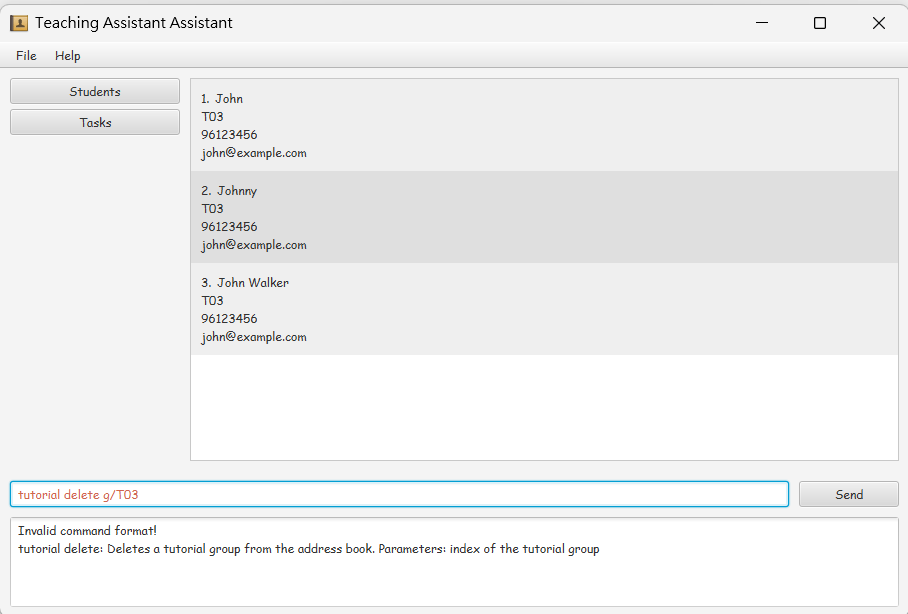 Teaching Assistant Assistant
File Help
Students
Tasks
1. John
T03
96123456
john@example.com
2. Johnny
T03
96123456
john@example.com
3. John Walker
T03
96123456
john@example.com
tutorial delete g/T03
Send
Invalid command format!
tutorial delete: Deletes a tutorial group from the address book. Parameters: index of the tutorial group